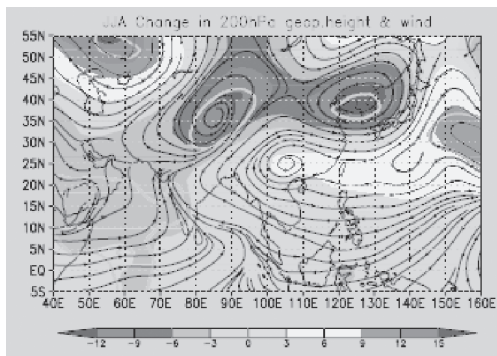 JJA Change in 200hPa geop.height & wind
55N
50N
45N
40N
35N
30N
25N
20N
15N
10N
5N
EQ
5S
40E 50E 60E 70E 80E 90E 100E 110E 120E 130E 140E 150E 160E
-12 -9 -6 -3 0 3 6 9 12 15